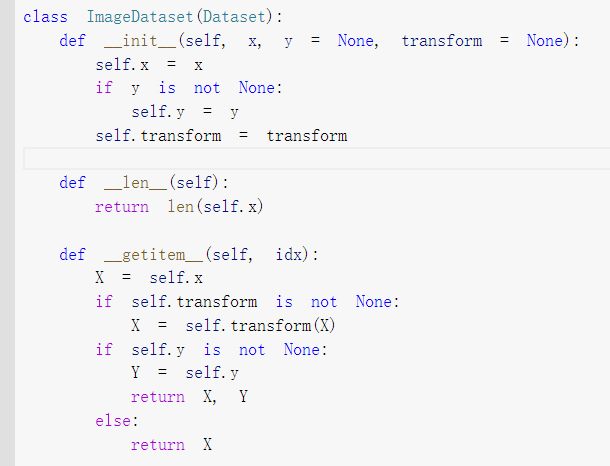 class ImageDataset(Dataset):
    def __init__(self, x, y = None, transform = None):
        self.x = x
        if y is not None:
            self.y = y
        self.transform = transform

    def __len__(self):
        return len(self.x)

    def __getitem__(self, idx):
        X = self.x
        if self.transform is not None:
            X = self.transform(X)
        if self.y is not None:
            Y = self.y
            return X, Y
        else:
            return X